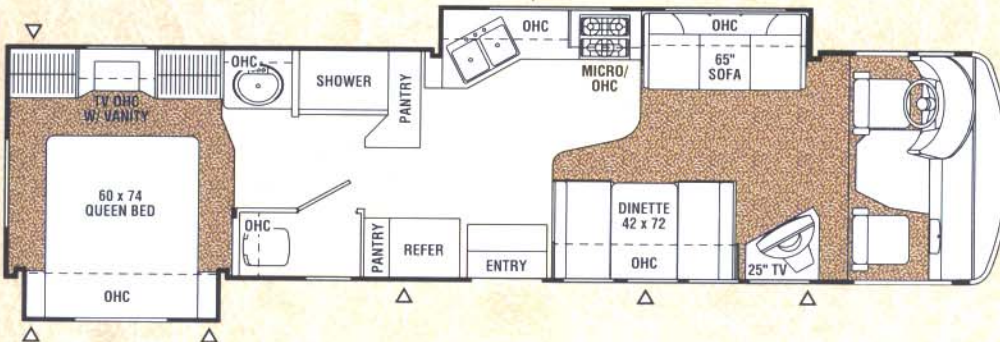 OHC
OHC
65"
SOFA
MICRO/
OHC
OHC
SHOWER
PANTRY
TV OHC
W/ VANITY
60 x 74
QUEEN BED
DINETTE
42 x 72
OHC
PANTRY
REFER
ENTRY
OHC
25" TV
OHC